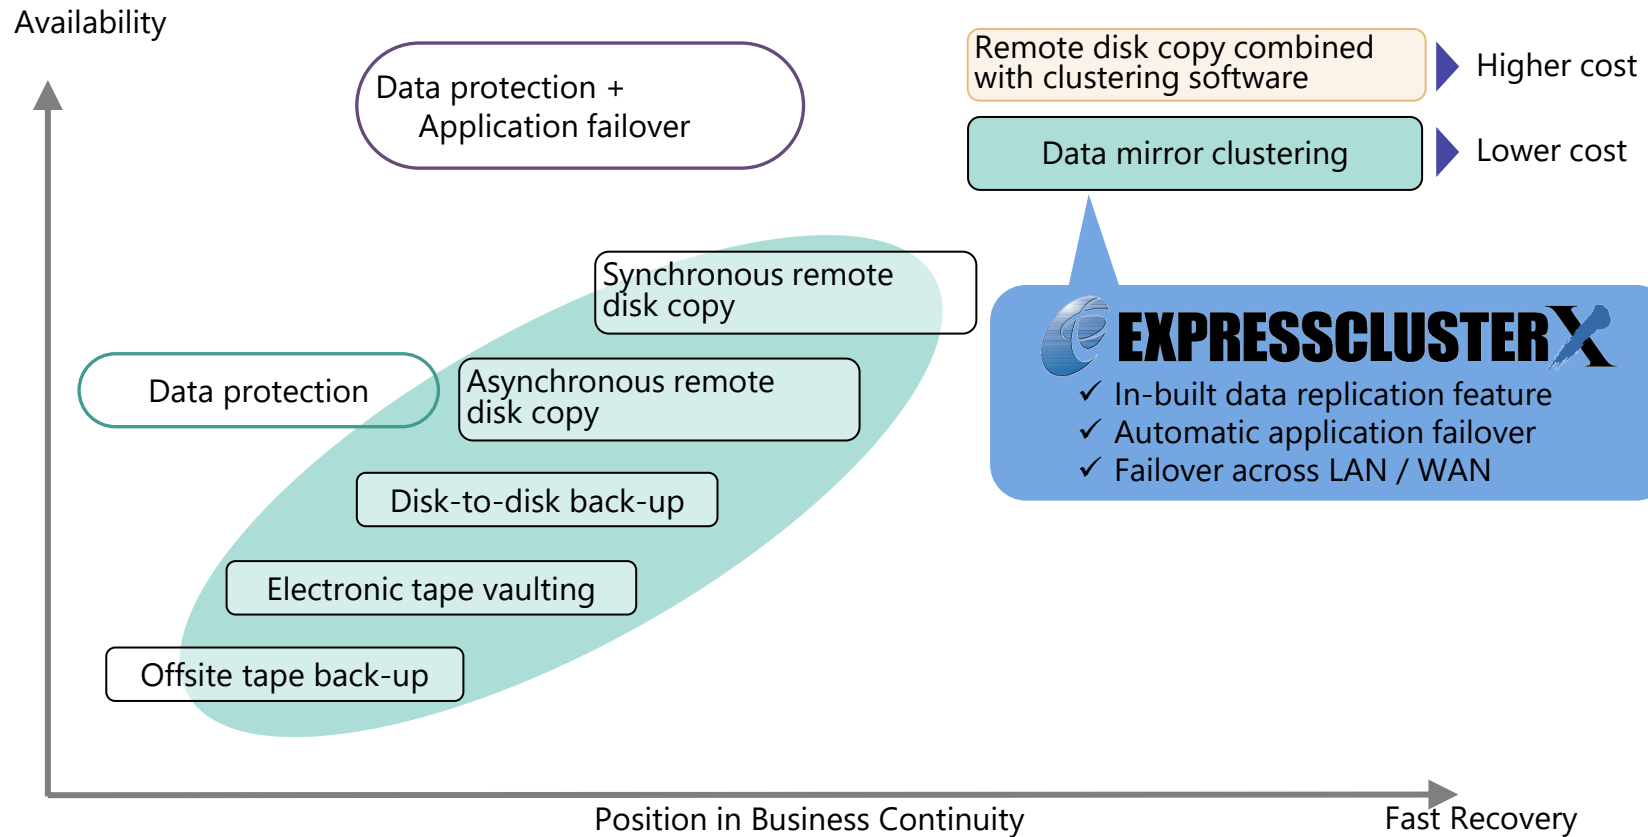 Availability
Data protection +
Application failover
Remote disk copy combined
with clustering software
Higher cost
Data mirror clustering
Lower cost
Synchronous remote
disk copy
EXPRESSCLUSTER X
Data protection
Asynchronous remote
disk copy
✓ In-built data replication feature
✓ Automatic application failover
✓ Failover across LAN / WAN
Disk-to-disk back-up
Electronic tape vaulting
Offsite tape back-up
Position in Business Continuity
Fast Recovery